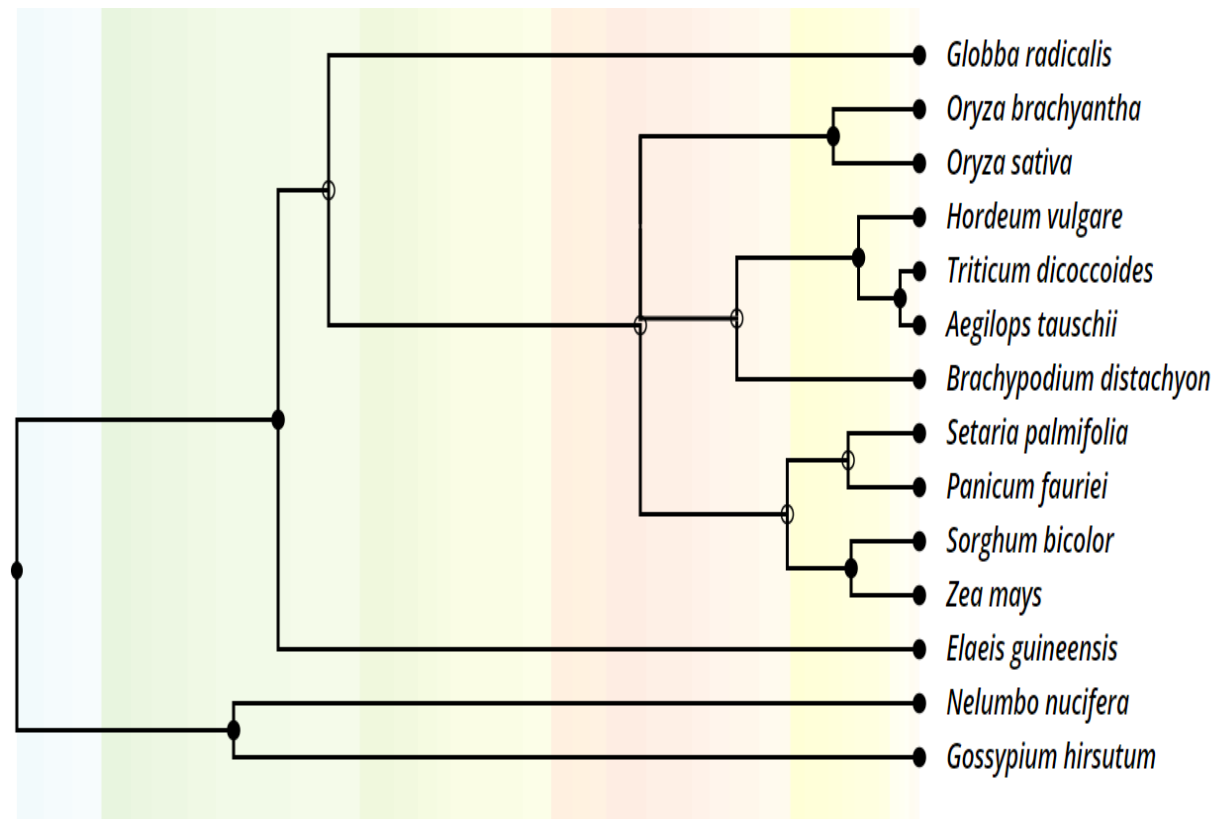 Globba radicalis
Oryza brachyantha
Oryza sativa
Hordeum vulgare
Triticum dicoccoides
Aegilops tauschii
Brachypodium distachyon
Setaria palmifolia
Panicum fauriei
Sorghum bicolor
Zea mays
Elaeis guineensis
Nelumbo nucifera
Gossypium hirsutum